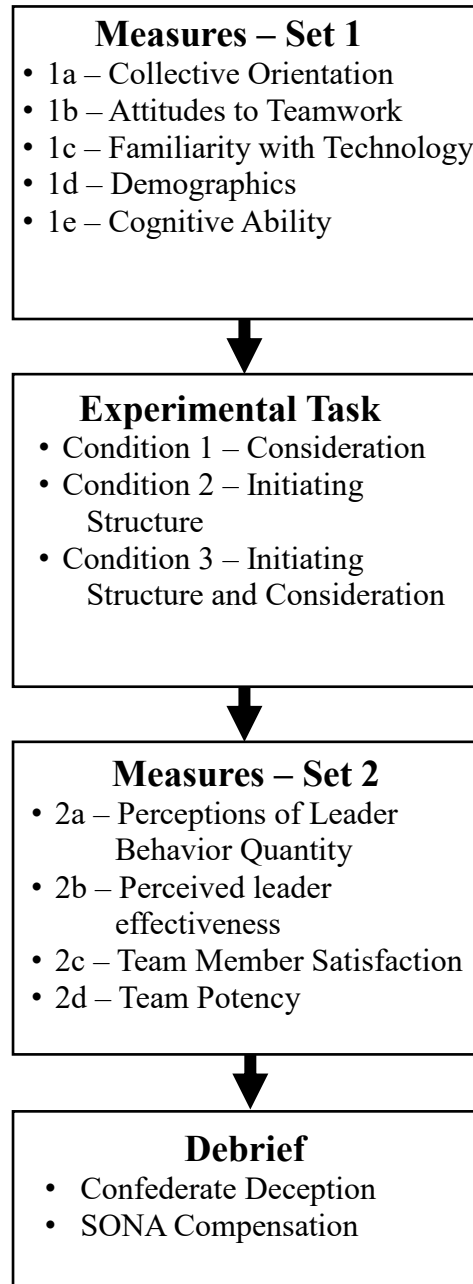 Measures – Set 1
• 1a – Collective Orientation
• 1b – Attitudes to Teamwork
• 1c – Familiarity with Technology
• 1d – Demographics
• 1e – Cognitive Ability
Experimental Task
• Condition 1 – Consideration
• Condition 2 – Initiating
Structure
• Condition 3 – Initiating
Structure and Consideration
Measures – Set 2
• 2a – Perceptions of Leader
Behavior Quantity
• 2b – Perceived leader
effectiveness
• 2c – Team Member Satisfaction
• 2d – Team Potency
Debrief
• Confederate Deception
• SONA Compensation